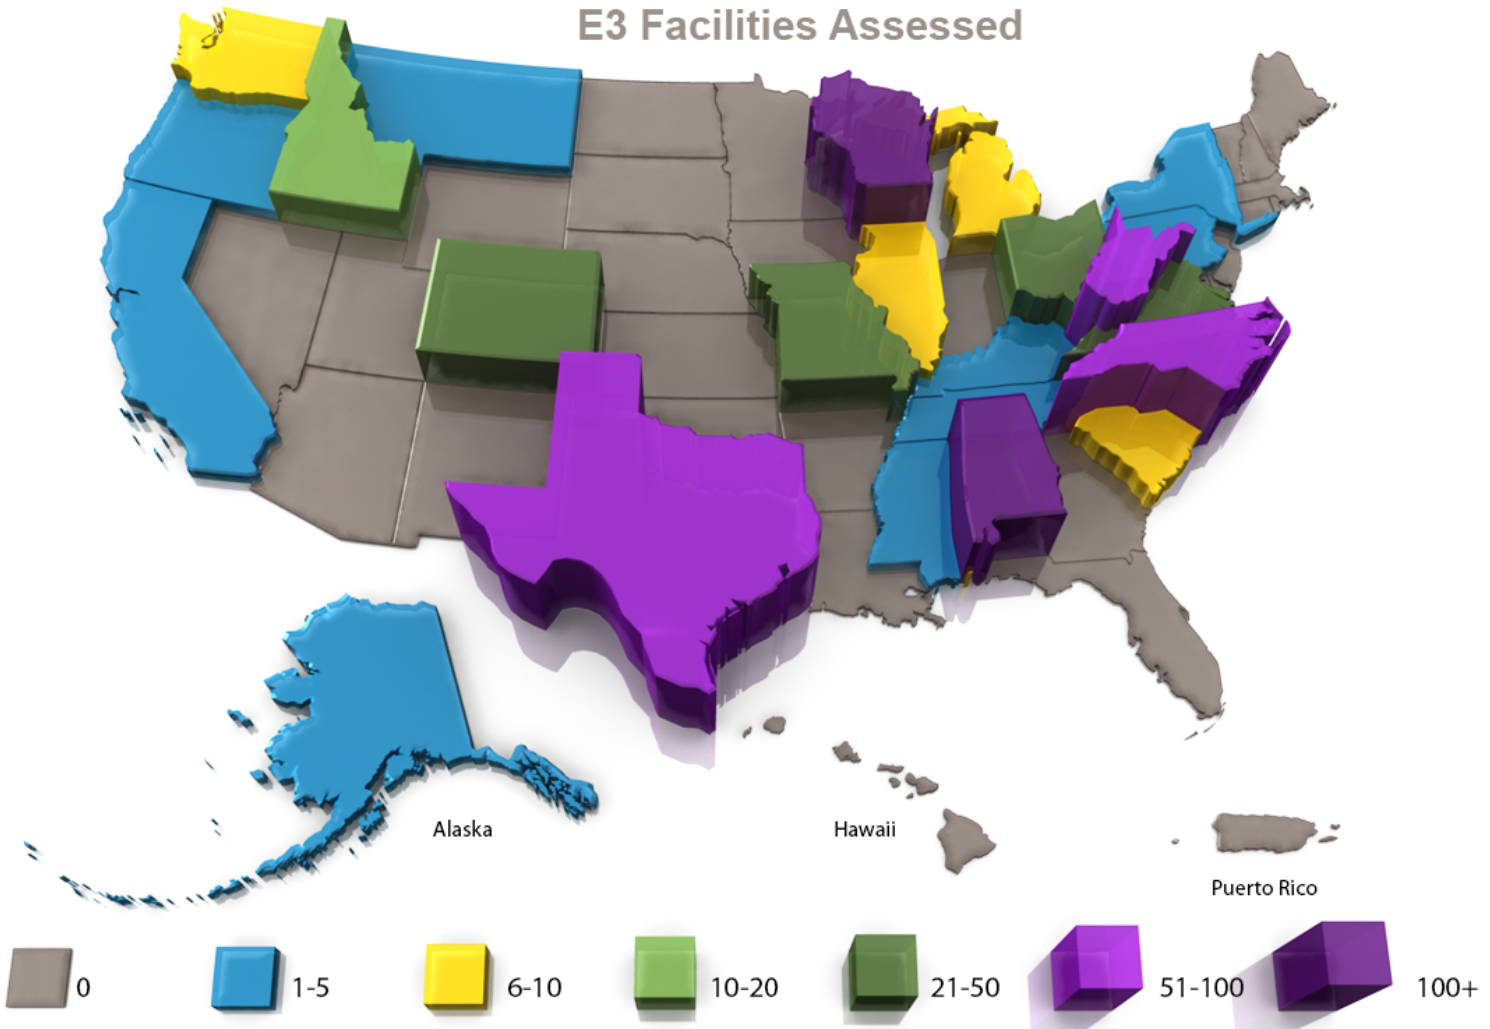 E3 Facilities Assessed
Alaska
Hawaii
Puerto Rico
0
1-5
6-10
10-20
21-50
51-100
100+